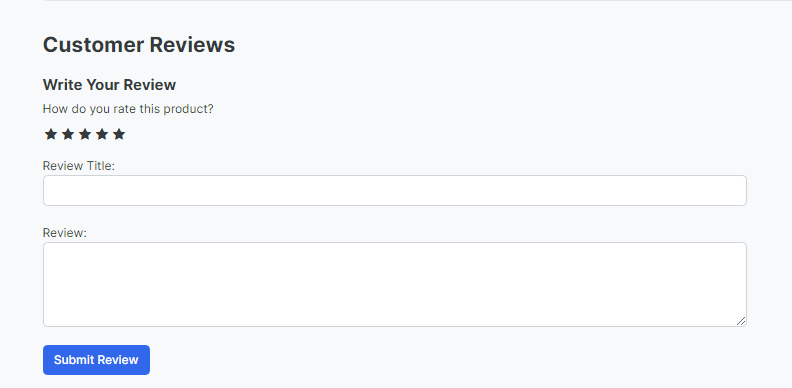 Customer Reviews
Write Your Review
How do you rate this product?
Review Title:
Review:
Submit Review